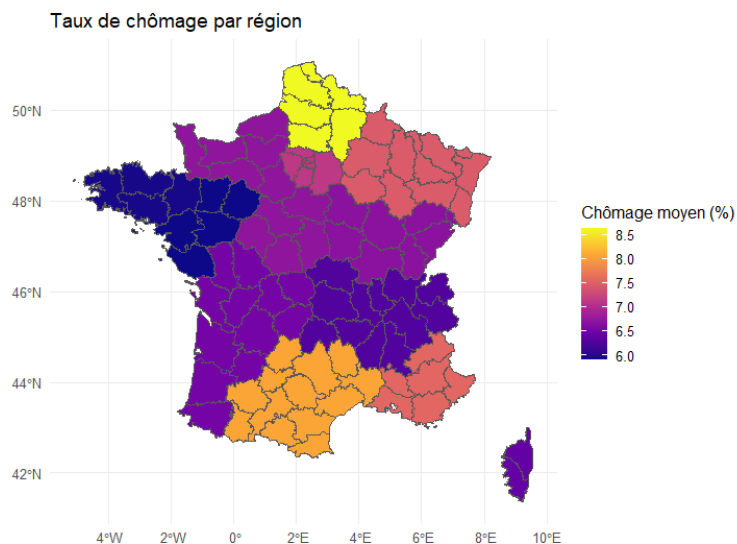 Taux de chômage par région
50°N
48°N
46°N
44°N
42°N
4°W 2°W 0° 2°E 4°E 6°E 8°E 10°E
Chômage moyen (%)
8.5
8.0
7.5
7.0
6.5
6.0